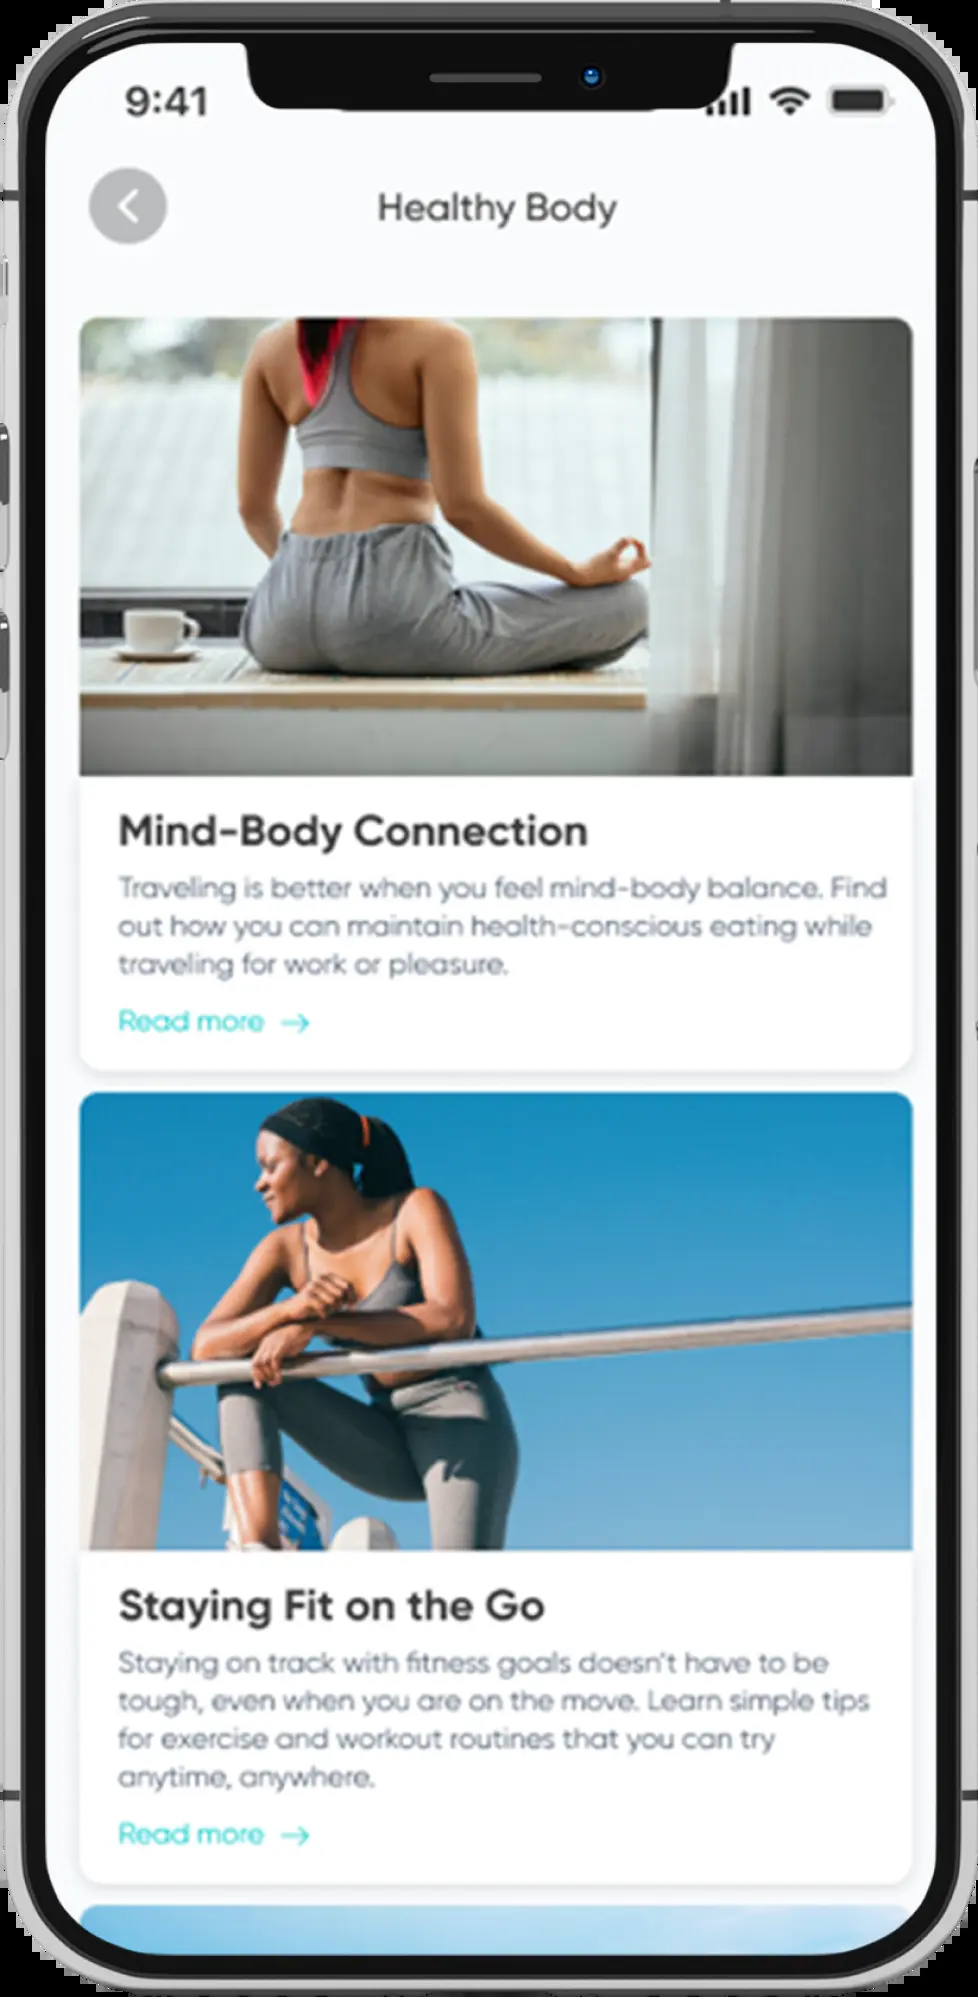 9:41
Healthy Body
Mind-Body Connection
Traveling is better when you feel mind-body balance. Find
out how you can maintain health-conscious eating while
traveling for work or pleasure.
Read more →
Staying Fit on the Go
Staying on track with fitness goals doesn't have to be
tough, even when you are on the move. Learn simple tips
for exercise and workout routines that you can try
anytime, anywhere.
Read more →